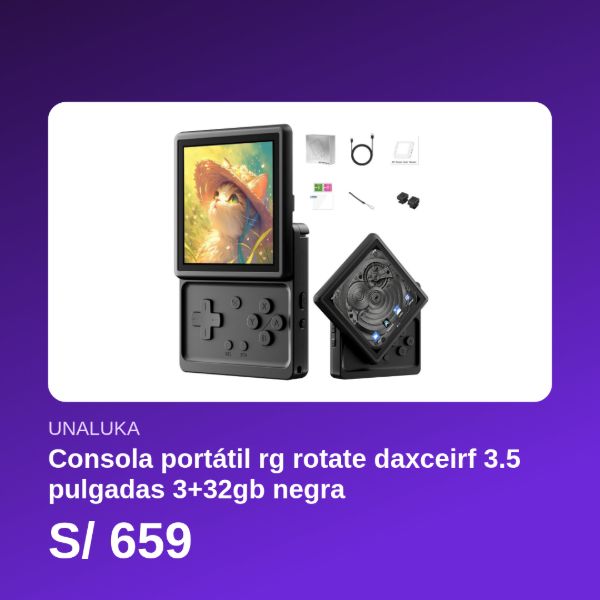 UNALUKA
Consola portátil rg rotate daxceirf 3.5
pulgadas 3+32gb negra
S/ 659